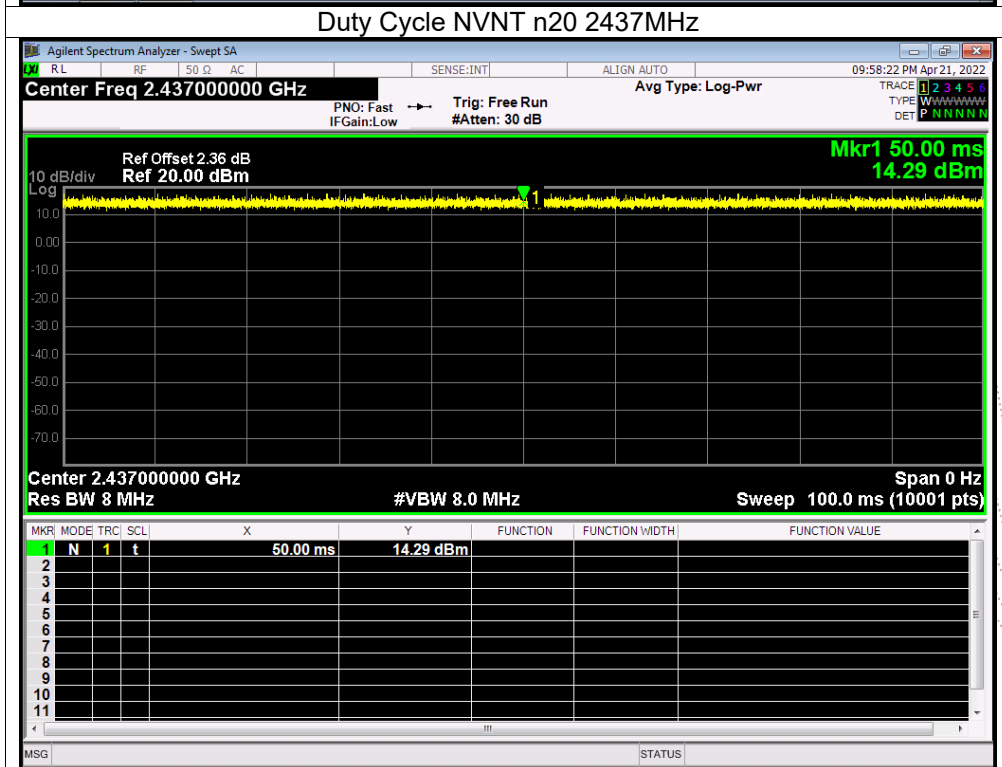 Duty Cycle NVNT n20 2437MHz
Agilent Spectrum Analyzer - Swept SA
LXI RL RF 50 Ω AC SENSE:INT ALIGN AUTO 09:58:22 PM Apr 21, 2022
Center Freq 2.437000000 GHz Avg Type: Log-Pwr TRACE 1 2 3 4 5 6
PNO: Fast Trig: Free Run TYPE WWWWWW
IFGain:Low #Atten: 30 dB DET P N N N N N
Mkr1 50.00 ms
Ref Offset 2.36 dB
10 dB/div Ref 20.00 dBm 14.29 dBm
Log
1
10.0
0.00
-10.0
-20.0
-30.0
-40.0
-50.0
-60.0
-70.0
Center 2.437000000 GHz Span 0 Hz
Res BW 8 MHz #VBW 8.0 MHz Sweep 100.0 ms (10001 pts)
MKR MODE TRC SCL X Y FUNCTION FUNCTION WIDTH FUNCTION VALUE
1 N 1 t 50.00 ms 14.29 dBm
2
3
4
5
6
7
8
9
10
11
MSG STATUS